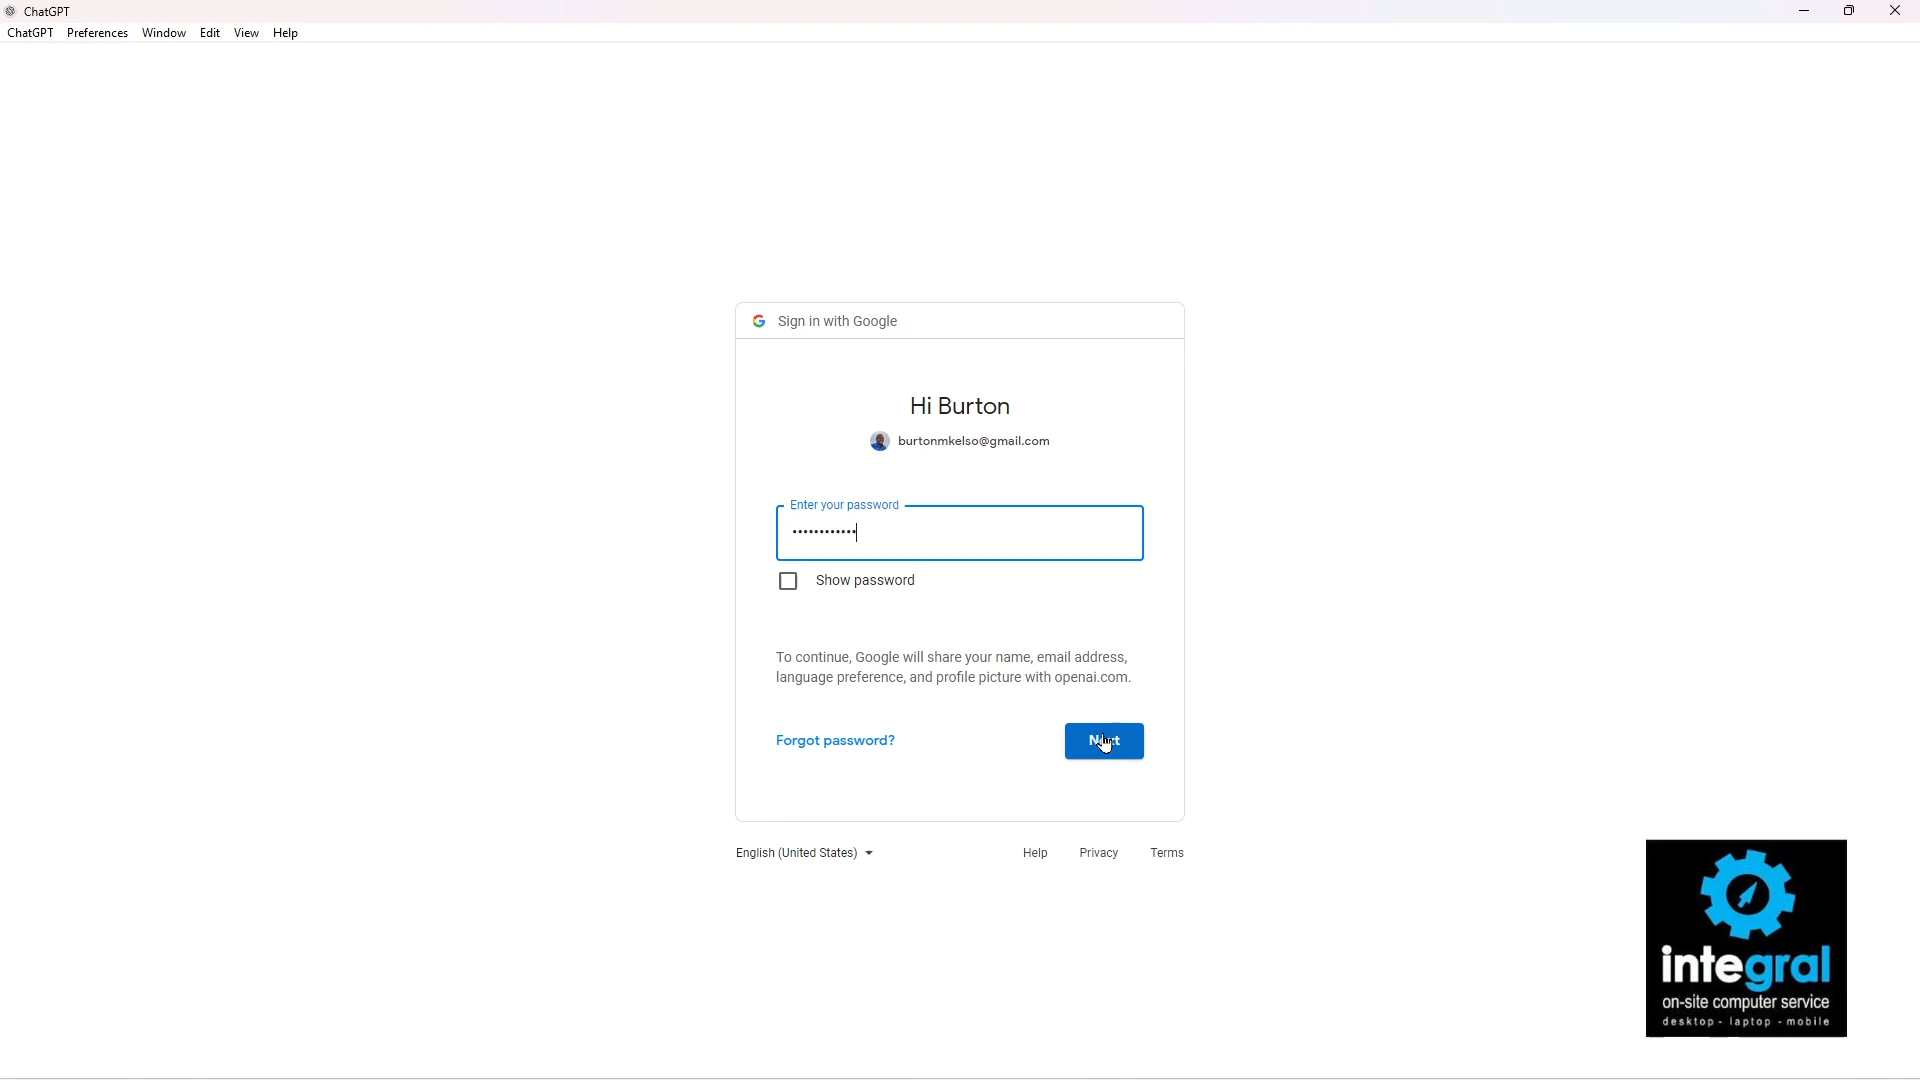 ChatGPT
ChatGPT Preferences Window Edit View Help
Sign in with Google
Hi Burton
burtonmkelso@gmail.com
Enter your password
••••••••••••
Show password
To continue, Google will share your name, email address,
language preference, and profile picture with openai.com.
Forgot password?
English (United States)
Help Privacy Terms
integral
on-site computer service
desktop - laptop - mobile